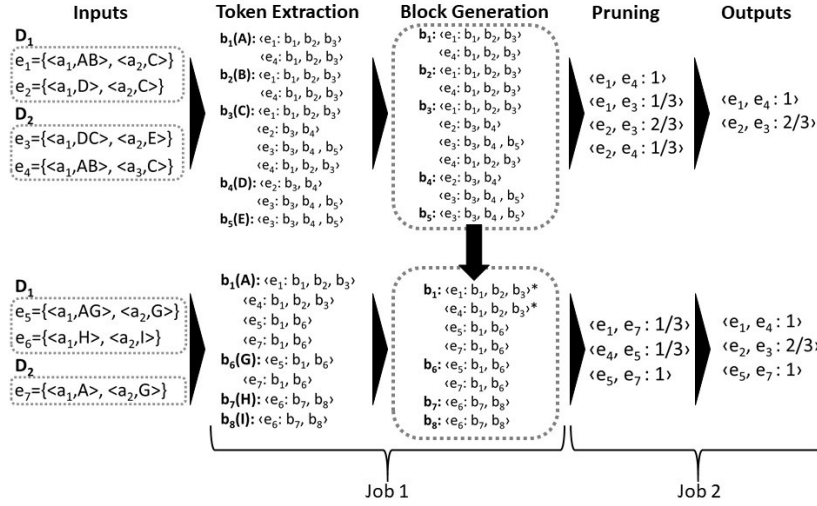 Inputs
Token Extraction
Block Generation
Pruning
Outputs
D₁
e₁={<a₁,AB>, <a₂,C>}
e₂={<a₁,D>, <a₂,C>}
D₂
e₃={<a₁,DC>, <a₂,E>}
e₄={<a₁,AB>, <a₃,C>}
b₁(A): ‹e₁: b₁, b₂, b₃›
‹e₄: b₁, b₂, b₃›
b₂(B): ‹e₁: b₁, b₂, b₃›
‹e₄: b₁, b₂, b₃›
b₃(C): ‹e₁: b₁, b₂, b₃›
‹e₂: b₃, b₄›
‹e₃: b₃, b₄ , b₅›
‹e₄: b₁, b₂, b₃›
b₄(D): ‹e₂: b₃, b₄›
‹e₃: b₃, b₄ , b₅›
b₅(E): ‹e₃: b₃, b₄ , b₅›
b₁: ‹e₁: b₁, b₂, b₃›
‹e₄: b₁, b₂, b₃›
b₂: ‹e₁: b₁, b₂, b₃›
‹e₄: b₁, b₂, b₃›
b₃: ‹e₁: b₁, b₂, b₃›
‹e₂: b₃, b₄›
‹e₃: b₃, b₄ , b₅›
‹e₄: b₁, b₂, b₃›
b₄: ‹e₂: b₃, b₄›
‹e₃: b₃, b₄ , b₅›
b₅: ‹e₃: b₃, b₄ , b₅›
‹e₁, e₄ : 1›
‹e₁, e₃ : 1/3›
‹e₂, e₃ : 2/3›
‹e₂, e₄ : 1/3›
‹e₁, e₄ : 1›
‹e₂, e₃ : 2/3›
D₁
e₅={<a₁,AG>, <a₂,G>}
e₆={<a₁,H>, <a₂,I>}
D₂
e₇={<a₁,A>, <a₂,G>}
b₁(A): ‹e₁: b₁, b₂, b₃›
‹e₄: b₁, b₂, b₃›
‹e₅: b₁, b₆›
‹e₇: b₁, b₆›
b₆(G): ‹e₅: b₁, b₆›
‹e₇: b₁, b₆›
b₇(H): ‹e₆: b₇, b₈›
b₈(I): ‹e₆: b₇, b₈›
b₁: ‹e₁: b₁, b₂, b₃›*
‹e₄: b₁, b₂, b₃›*
‹e₅: b₁, b₆›
‹e₇: b₁, b₆›
b₆: ‹e₅: b₁, b₆›
‹e₇: b₁, b₆›
b₇: ‹e₆: b₇, b₈›
b₈: ‹e₆: b₇, b₈›
‹e₁, e₇ : 1/3›
‹e₄, e₅ : 1/3›
‹e₅, e₇ : 1›
‹e₁, e₄ : 1›
‹e₂, e₃ : 2/3›
‹e₅, e₇ : 1›
Job 1
Job 2